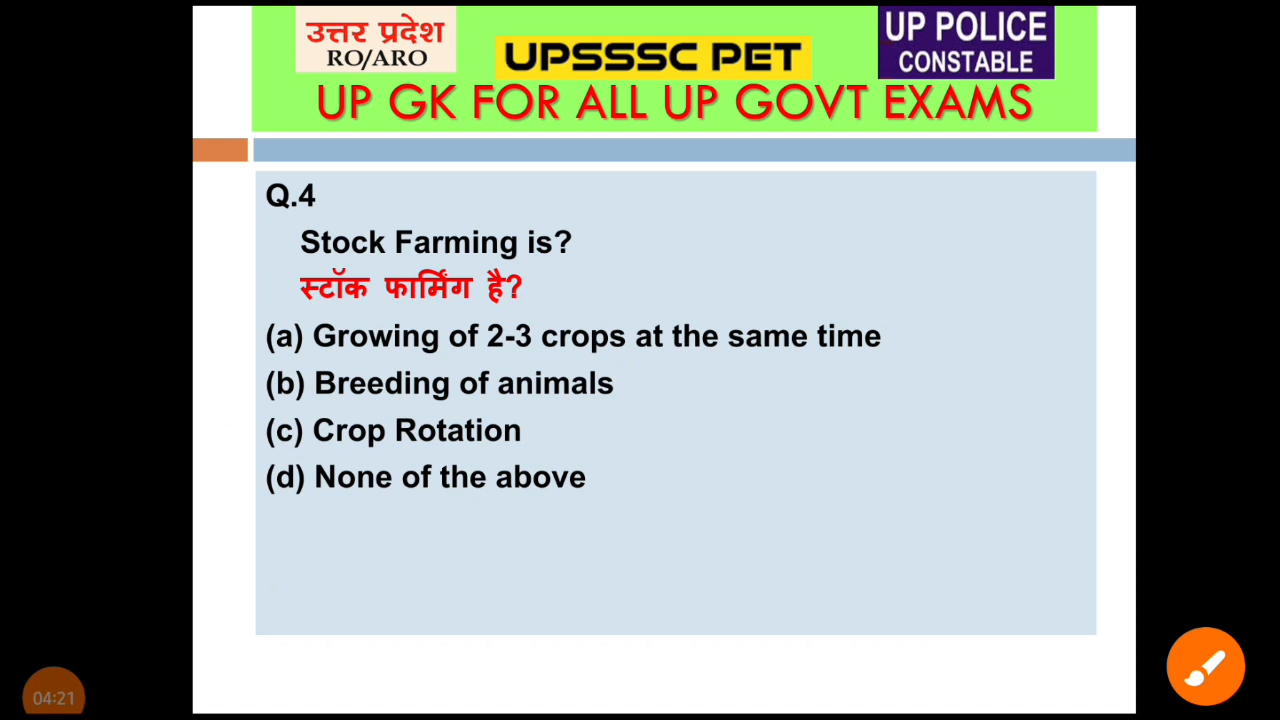 उत्तर प्रदेश
RO/ARO
UPSSSC PET
UP POLICE
CONSTABLE
UP GK FOR ALL UP GOVT EXAMS
Q.4
Stock Farming is?
स्टॉक फार्मिंग है?
(a) Growing of 2-3 crops at the same time
(b) Breeding of animals
(c) Crop Rotation
(d) None of the above
04:21